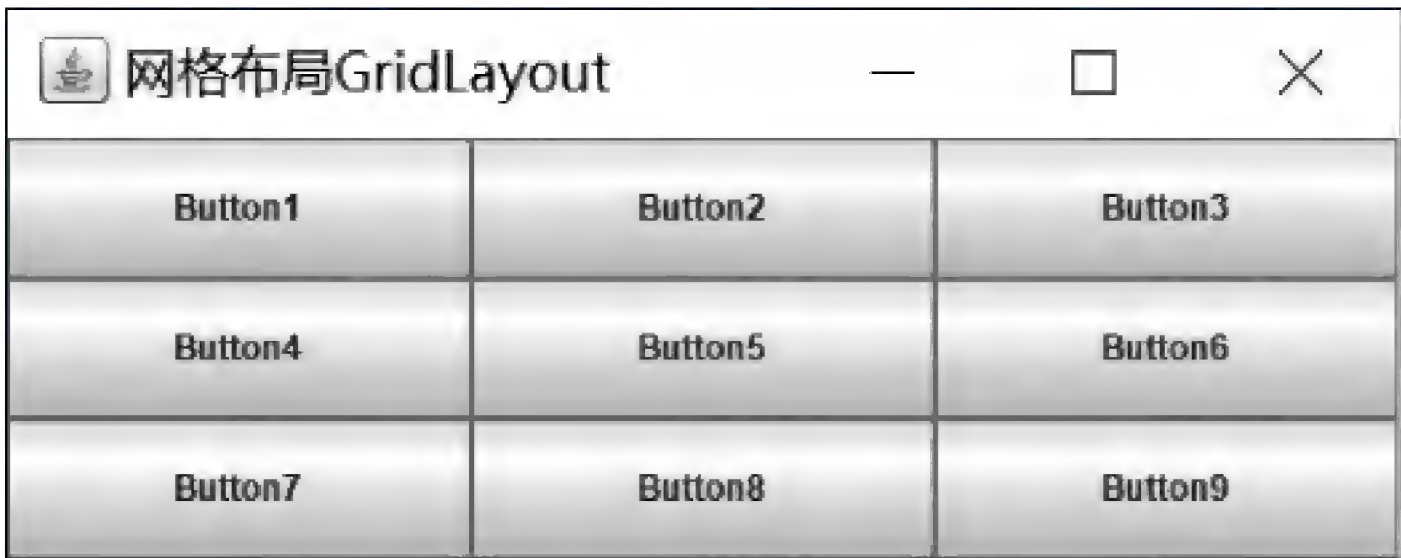 网格布局GridLayout
Button1 Button2 Button3
Button4 Button5 Button6
Button7 Button8 Button9